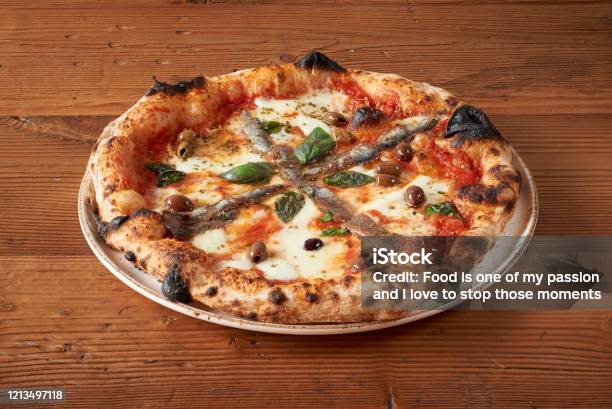 iStock
Credit: Food is one of my passion
and I love to stop those moments
1213497118